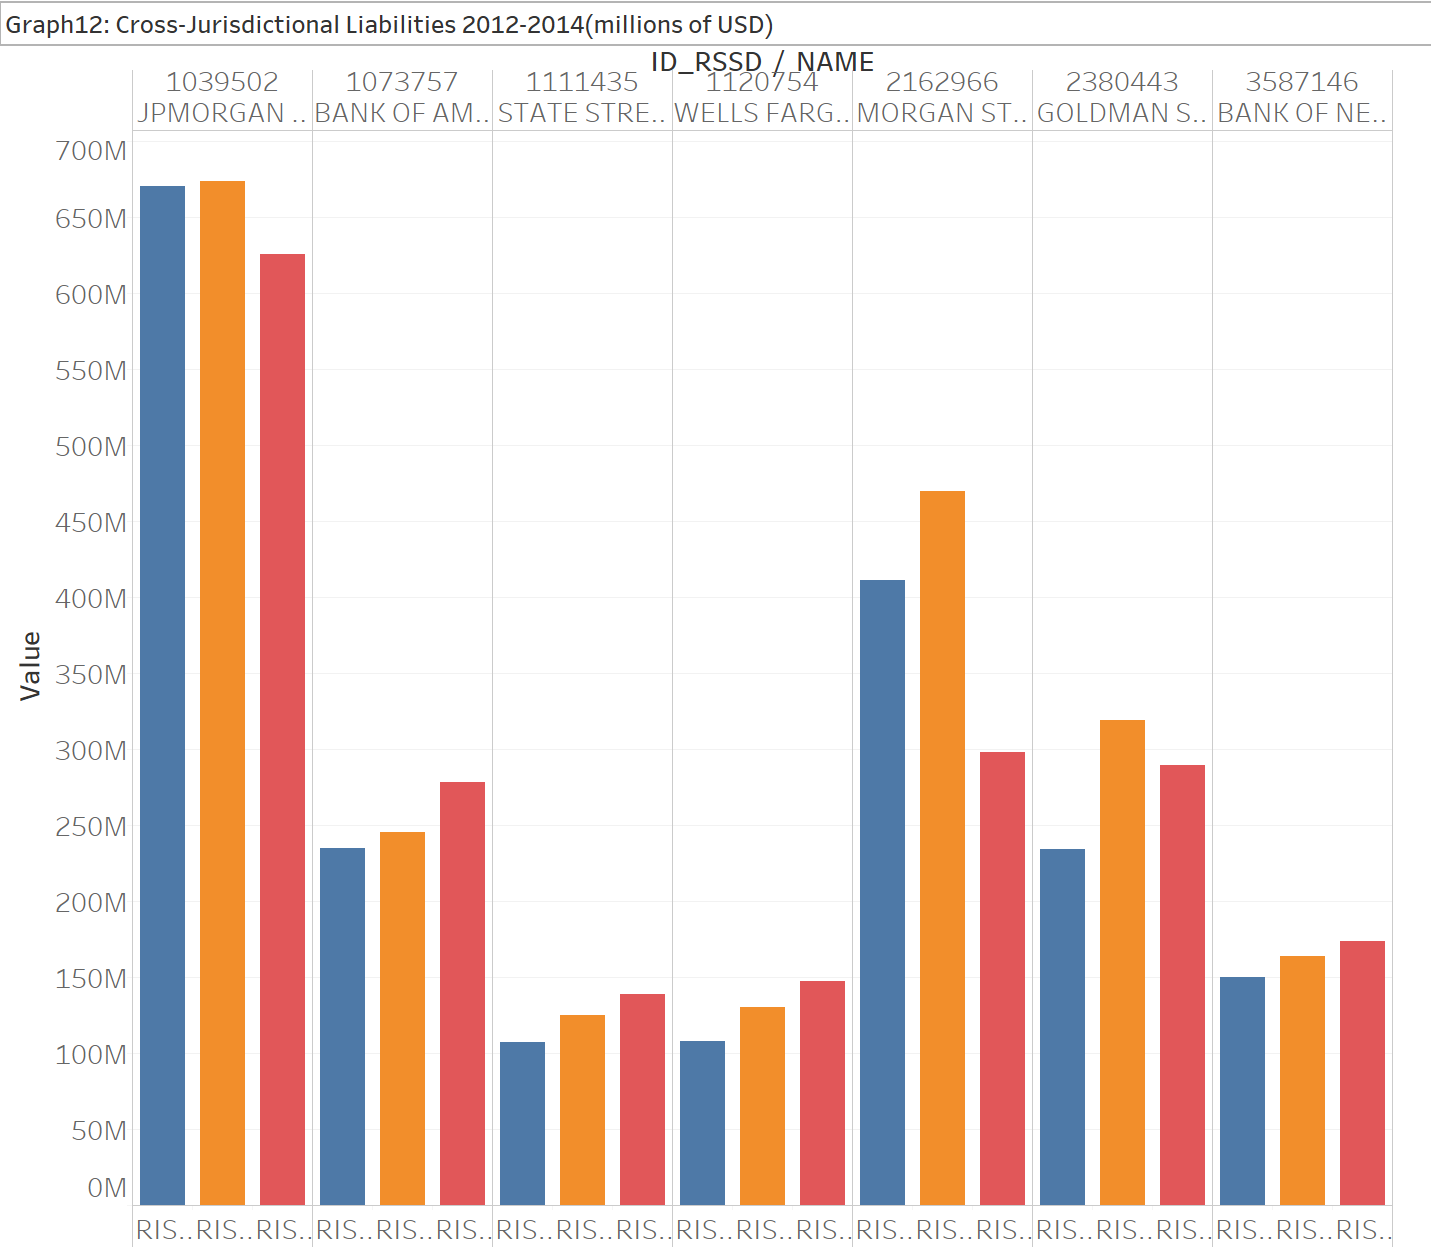 Graph12: Cross-Jurisdictional Liabilities 2012-2014(millions of USD)
ID_RSSD / NAME
1039502 1073757 1111435 1120754 2162966 2380443 3587146
JPMORGAN .. BANK OF AM.. STATE STRE.. WELLS FARG.. MORGAN ST.. GOLDMAN S.. BANK OF NE..
700M
650M
600M
550M
500M
450M
400M
350M
300M
250M
200M
150M
100M
50M
0M
Value
RIS.. RIS.. RIS.. RIS.. RIS.. RIS.. RIS.. RIS.. RIS.. RIS.. RIS.. RIS.. RIS.. RIS.. RIS.. RIS.. RIS.. RIS.. RIS.. RIS.. RIS..